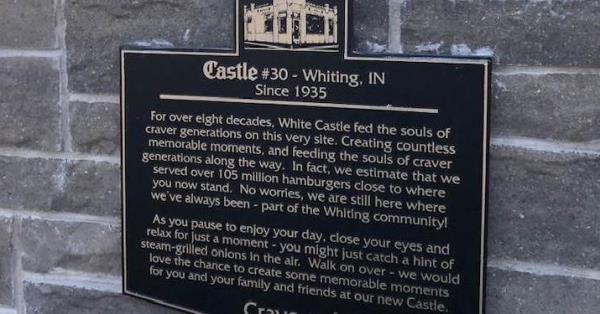 Castle #30 - Whiting, IN
Since 1935
For over eight decades, White Castle fed the souls of
craver generations on this very site. Creating countless
memorable moments, and feeding the souls of craver
generations along the way. In fact, we estimate that we
served over 105 million hamburgers close to where
you now stand. No worries, we are still here where
we've always been - part of the Whiting community!
As you pause to enjoy your day, close your eyes and
relax for just a moment - you might just catch a hint of
steam-grilled onions in the air. Walk on over - we would
love the chance to create some memorable moments
for you and your family and friends at our new Castle.